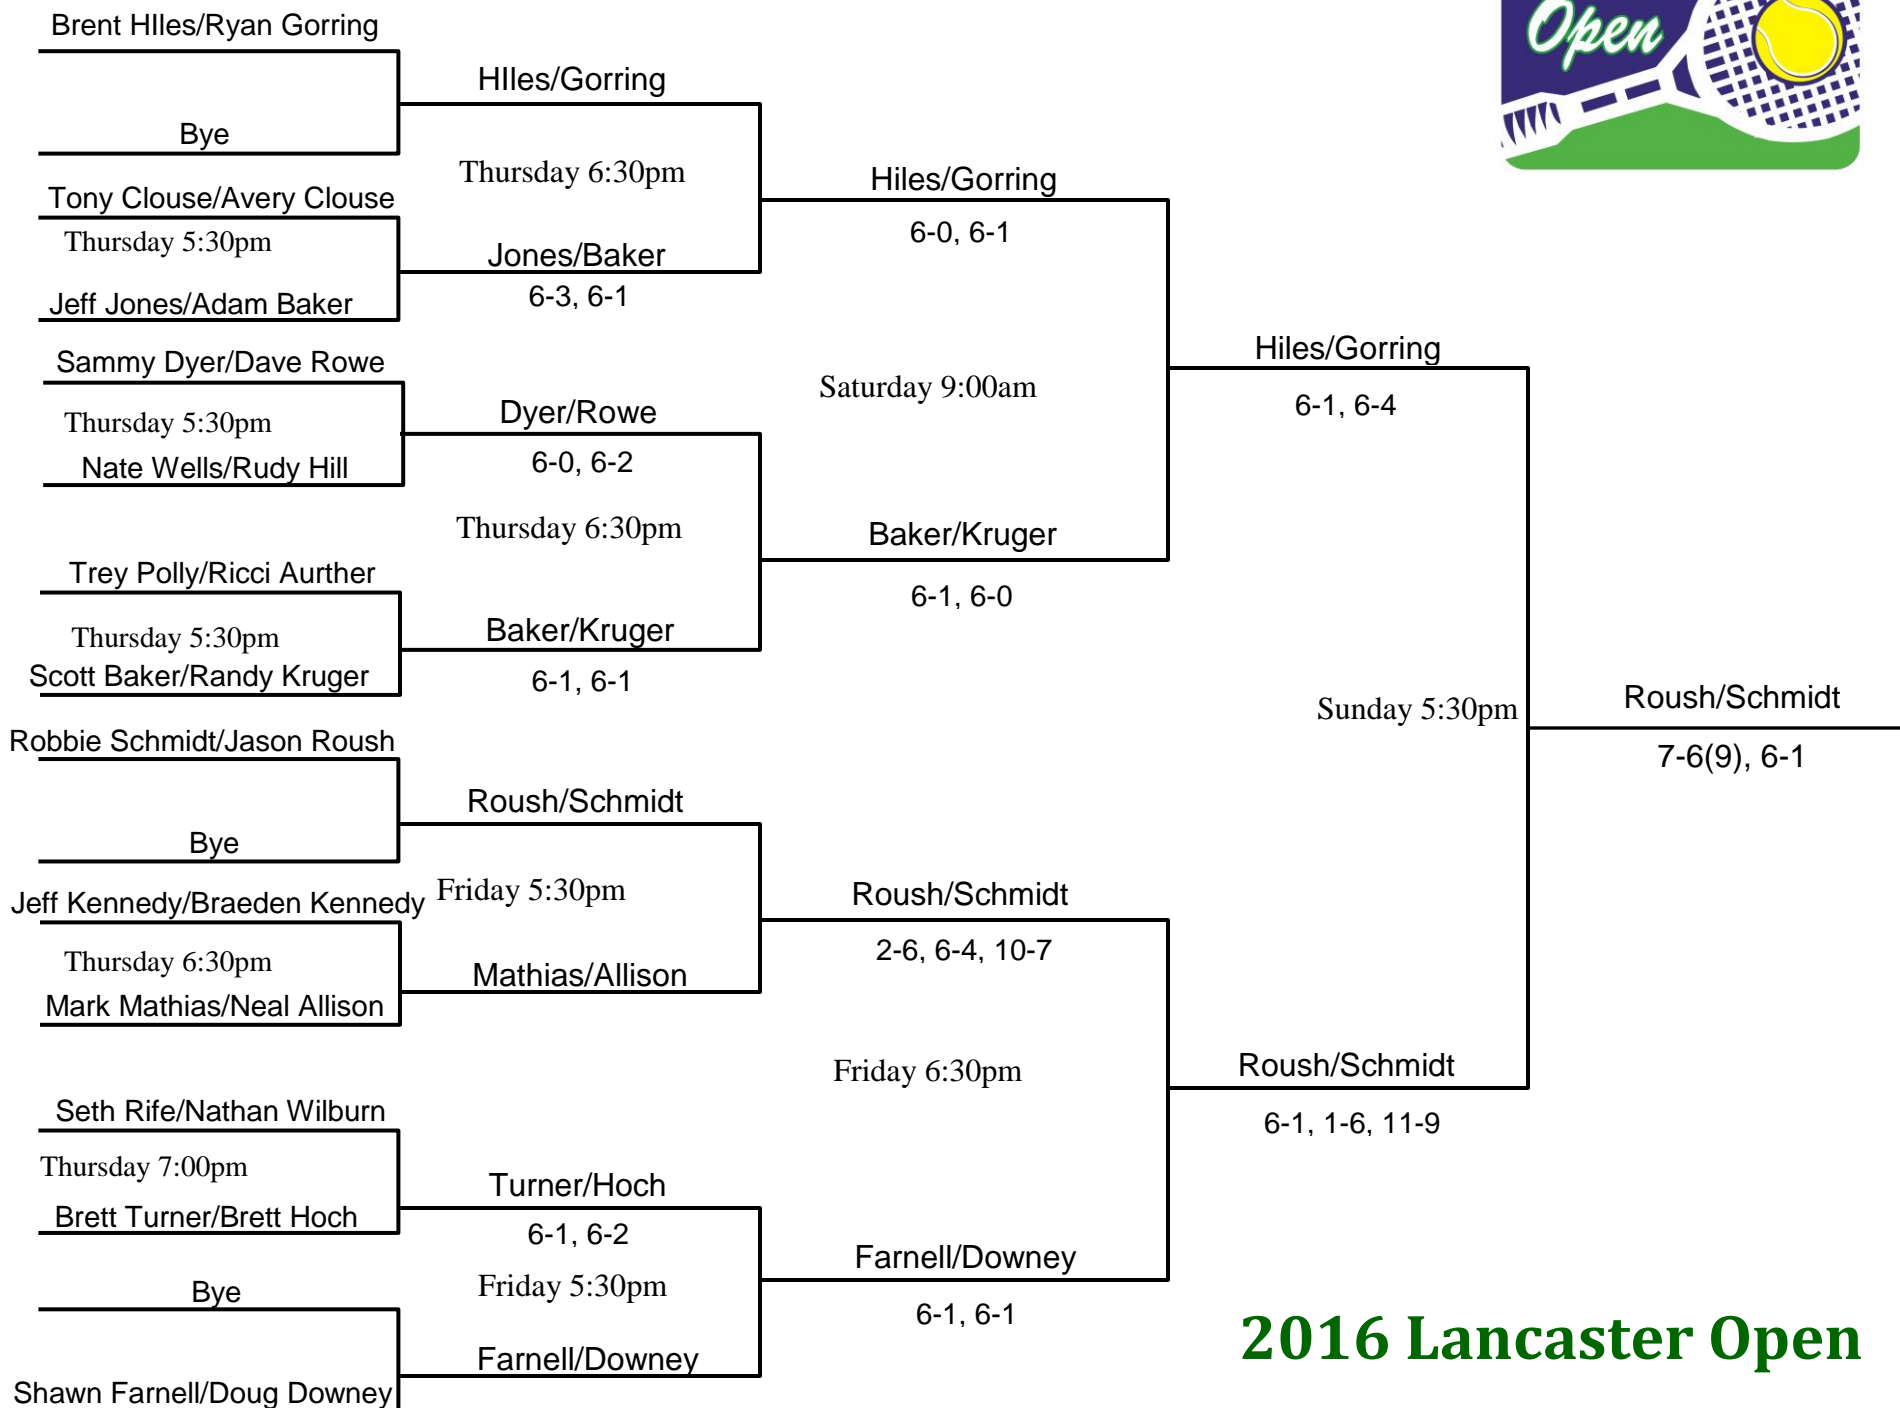 Open
Brent HIles/Ryan Gorring
Bye
Tony Clouse/Avery Clouse
Thursday 5:30pm
Jeff Jones/Adam Baker
Sammy Dyer/Dave Rowe
Thursday 5:30pm
Nate Wells/Rudy Hill
Trey Polly/Ricci Aurther
Thursday 5:30pm
Scott Baker/Randy Kruger
Robbie Schmidt/Jason Roush
Bye
Jeff Kennedy/Braeden Kennedy
Thursday 6:30pm
Mark Mathias/Neal Allison
Seth Rife/Nathan Wilburn
Thursday 7:00pm
Brett Turner/Brett Hoch
Bye
Shawn Farnell/Doug Downey
HIles/Gorring
Thursday 6:30pm
Jones/Baker
6-3, 6-1
Dyer/Rowe
6-0, 6-2
Thursday 6:30pm
Baker/Kruger
6-1, 6-1
Roush/Schmidt
Friday 5:30pm
Mathias/Allison
Turner/Hoch
6-1, 6-2
Friday 5:30pm
Farnell/Downey
Hiles/Gorring
6-0, 6-1
Saturday 9:00am
Baker/Kruger
6-1, 6-0
Roush/Schmidt
2-6, 6-4, 10-7
Friday 6:30pm
Farnell/Downey
6-1, 6-1
Hiles/Gorring
6-1, 6-4
Sunday 5:30pm
Roush/Schmidt
6-1, 1-6, 11-9
Roush/Schmidt
7-6(9), 6-1
2016 Lancaster Open